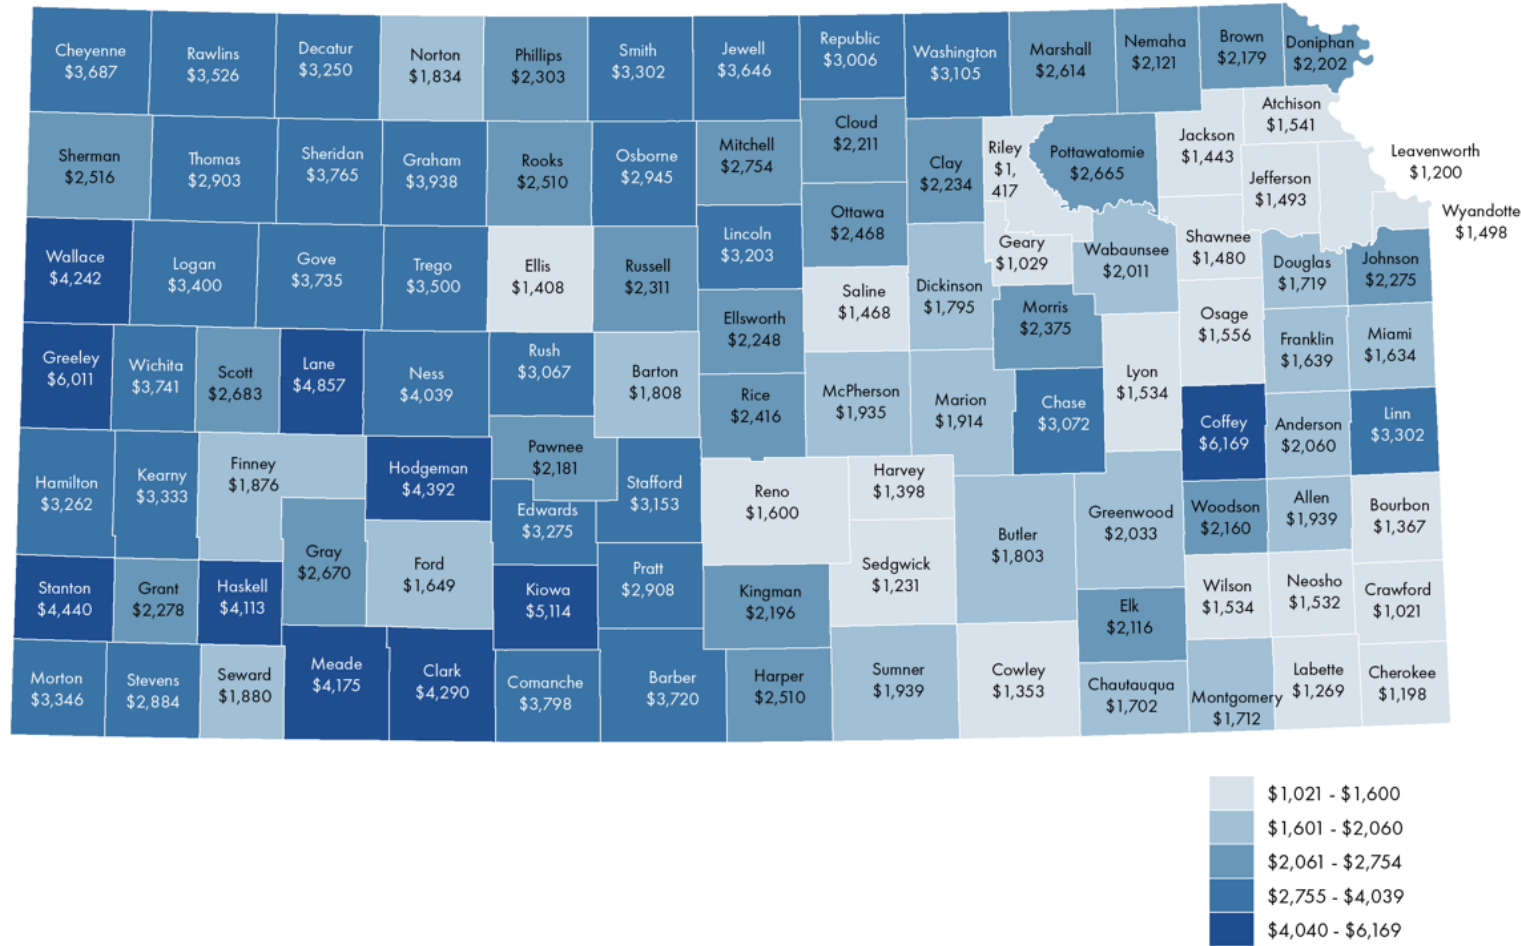 Cheyenne
$3,687
Rawlins
$3,526
Decatur
$3,250
Norton
$1,834
Phillips
$2,303
Smith
$3,302
Jewell
$3,646
Republic
$3,006
Washington
$3,105
Marshall
$2,614
Nemaha
$2,121
Brown
$2,179
Doniphan
$2,202
Atchison
$1,541
Sherman
$2,516
Thomas
$2,903
Sheridan
$3,765
Graham
$3,938
Rooks
$2,510
Osborne
$2,945
Mitchell
$2,754
Cloud
$2,211
Clay
$2,234
Riley
$1,
417
Pottawatomie
$2,665
Jackson
$1,443
Jefferson
$1,493
Leavenworth
$1,200
Wyandotte
$1,498
Wallace
$4,242
Logan
$3,400
Gove
$3,735
Trego
$3,500
Ellis
$1,408
Russell
$2,311
Lincoln
$3,203
Ottawa
$2,468
Saline
$1,468
Dickinson
$1,795
Geary
$1,029
Wabaunsee
$2,011
Shawnee
$1,480
Douglas
$1,719
Johnson
$2,275
Ellsworth
$2,248
Morris
$2,375
Osage
$1,556
Franklin
$1,639
Miami
$1,634
Greeley
$6,011
Wichita
$3,741
Scott
$2,683
Lane
$4,857
Ness
$4,039
Rush
$3,067
Barton
$1,808
Rice
$2,416
McPherson
$1,935
Marion
$1,914
Chase
$3,072
Lyon
$1,534
Coffey
$6,169
Anderson
$2,060
Linn
$3,302
Hamilton
$3,262
Kearny
$3,333
Finney
$1,876
Hodgeman
$4,392
Pawnee
$2,181
Edwards
$3,275
Stafford
$3,153
Reno
$1,600
Harvey
$1,398
Butler
$1,803
Greenwood
$2,033
Woodson
$2,160
Allen
$1,939
Bourbon
$1,367
Gray
$2,670
Ford
$1,649
Stanton
$4,440
Grant
$2,278
Haskell
$4,113
Kiowa
$5,114
Pratt
$2,908
Kingman
$2,196
Sedgwick
$1,231
Elk
$2,116
Wilson
$1,534
Neosho
$1,532
Crawford
$1,021
Morton
$3,346
Stevens
$2,884
Seward
$1,880
Meade
$4,175
Clark
$4,290
Comanche
$3,798
Barber
$3,720
Harper
$2,510
Sumner
$1,939
Cowley
$1,353
Chautauqua
$1,702
Montgomery
$1,712
Labette
$1,269
Cherokee
$1,198
$1,021 - $1,600
$1,601 - $2,060
$2,061 - $2,754
$2,755 - $4,039
$4,040 - $6,169